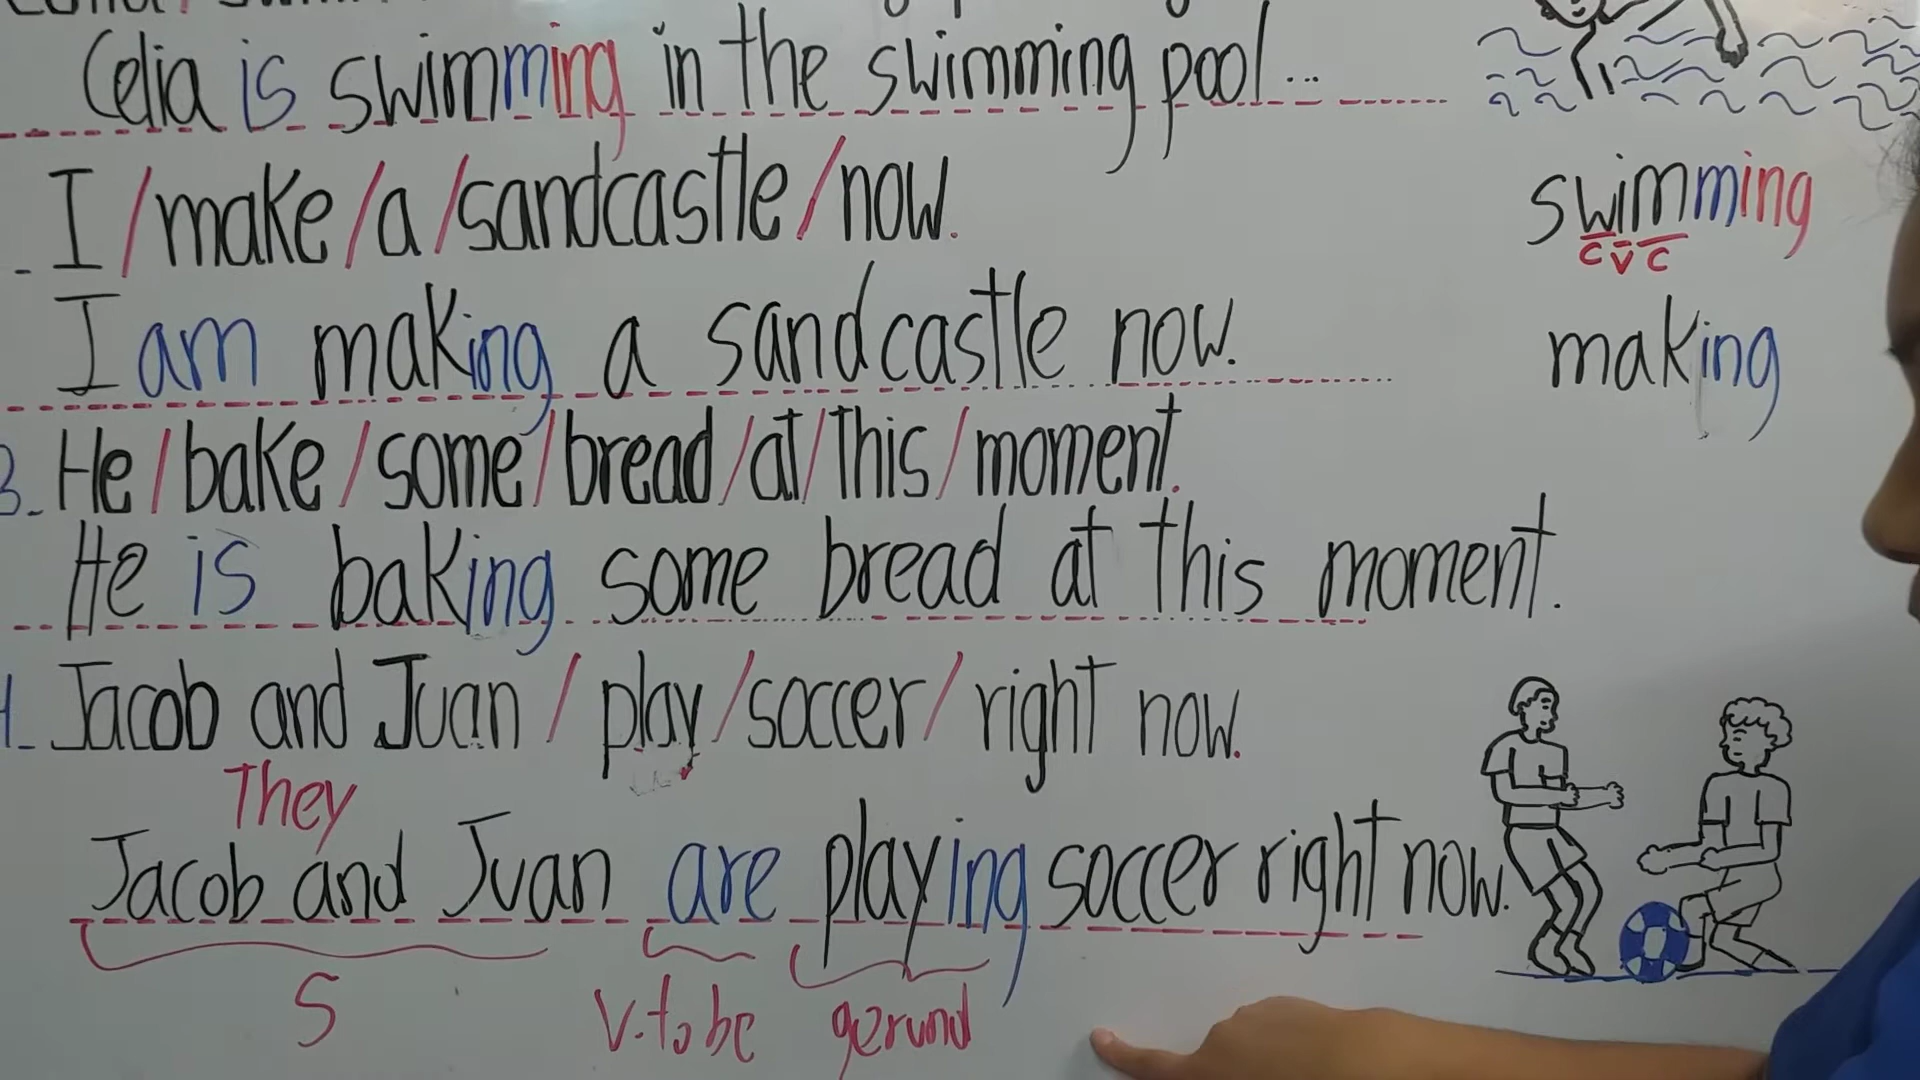 Celia is swimming in the swimming pool...
I / make / a / sandcastle / now.
swimming
c v c
I am making a sandcastle now.
making
3. He / bake / some / bread / at / this / moment.
He is baking some bread at this moment.
Jacob and Juan / play / soccer / right now.
They
Jacob and Juan are playing soccer right now.
S
V. to be
gerund